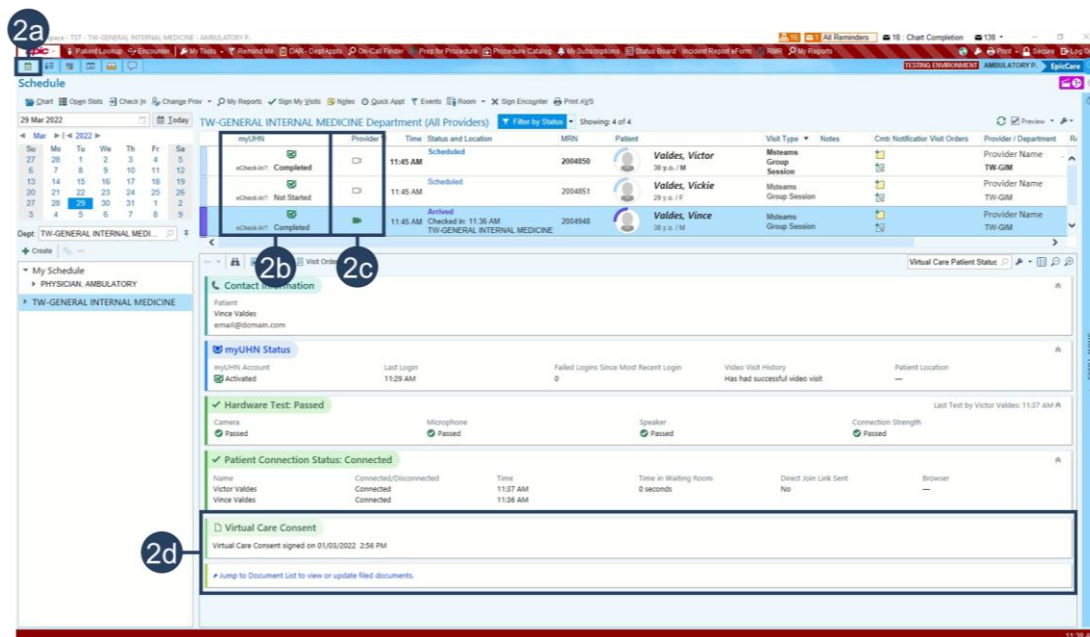 2a
TST - TW-GENERAL INTERNAL MEDICINE - AMBULATORY P.
All Reminders 18 : Chart Completion 138
Epic Patient Lookup Encounter My Tools Remind Me DAR - Dept Appts On-Call Finder Prep for Procedure Procedure Catalog My Subscriptions Status Board Incident Report eForm RMR My Reports Print Secure Log O
TESTING ENVIRONMENT AMBULATORY P. EpicCare
Schedule
Chart Open Slots Check In Change Prov My Reports Sign My Visits Notes Quick Appt Events Room Sign Encounter Print AVS
29 Mar 2022 Today
TW-GENERAL INTERNAL MEDICINE Department (All Providers) Filter by Status Showing: 4 of 4
Preview
Mar 2022
Su Mo Tu We Th Fr Sa
27 28 1 2 3 4 5
6 7 8 9 10 11 12
13 14 15 16 17 18 19
20 21 22 23 24 25 26
27 28 29 30 31 1 2
3 4 5 6 7 8 9
Dept: TW-GENERAL INTERNAL MEDI...
Create
My Schedule
PHYSICIAN, AMBULATORY
TW-GENERAL INTERNAL MEDICINE
myUHN Provider Time Status and Location MRN Patient Visit Type Notes Cmts Notification Visit Orders Provider / Department
eCheck-In?: Completed 11:45 AM Scheduled 2004850 Valdes, Victor 38 y.o. / M Msteams Group Session Provider Name TW-GIM
eCheck-In?: Not Started 11:45 AM Scheduled 2004851 Valdes, Vickie 29 y.o. / F Msteams Group Session Provider Name TW-GIM
eCheck-In?: Completed 11:45 AM Arrived Checked in: 11:36 AM TW-GENERAL INTERNAL MEDICINE 2004948 Valdes, Vince 38 y.o. / M Msteams Group Session Provider Name TW-GIM
2b
2c
Virtual Care Patient Status
Contact Information
Patient
Vince Valdes
email@domain.com
myUHN Status
myUHN Account Last Login Failed Logins Since Most Recent Login Video Visit History Patient Location
Activated 11:29 AM 0 Has had successful video visit —
Hardware Test: Passed
Last Test by Victor Valdes: 11:37 AM
Camera Microphone Speaker Connection Strength
Passed Passed Passed Passed
Patient Connection Status: Connected
Name Connected/Disconnected Time Time in Waiting Room Direct Join Link Sent Browser
Victor Valdes Connected 11:37 AM 0 seconds No —
Vince Valdes Connected 11:36 AM
2d
Virtual Care Consent
Virtual Care Consent signed on 01/03/2022 2:56 PM
Jump to Document List to view or update filed documents.